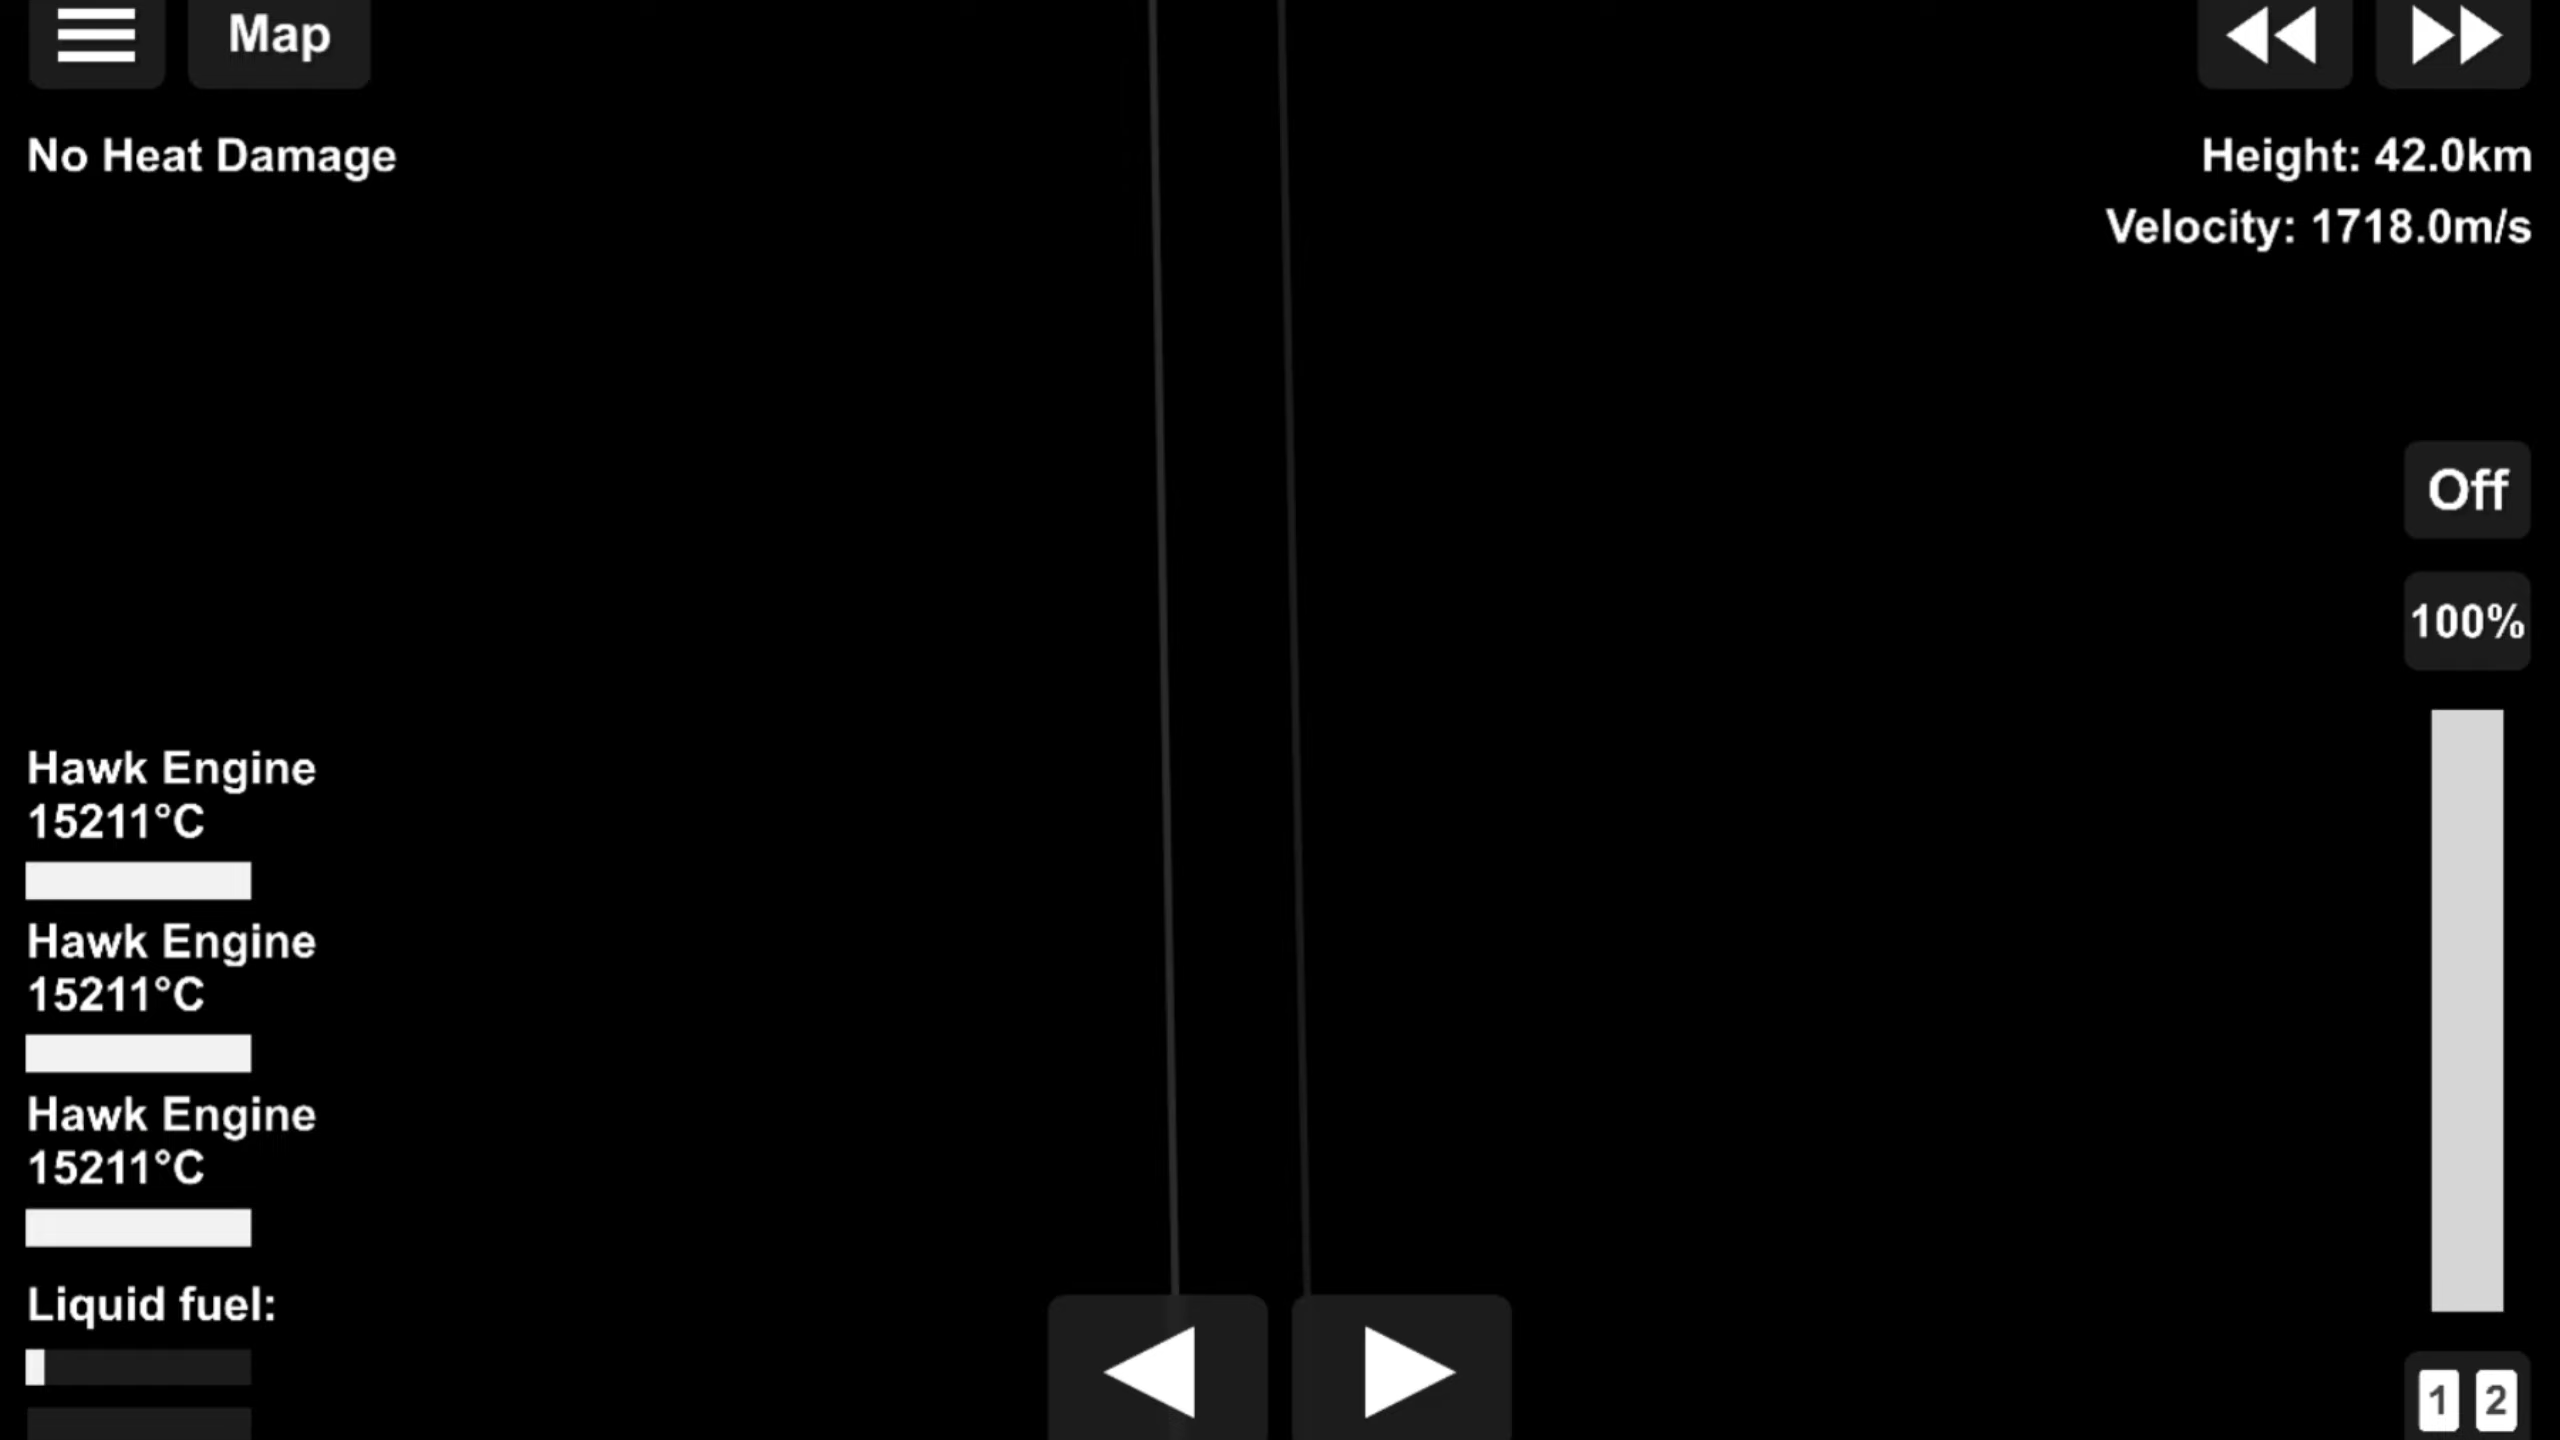 Map
No Heat Damage
Height: 42.0km
Velocity: 1718.0m/s
Off
100%
Hawk Engine
15211°C
Hawk Engine
15211°C
Hawk Engine
15211°C
Liquid fuel:
1 2